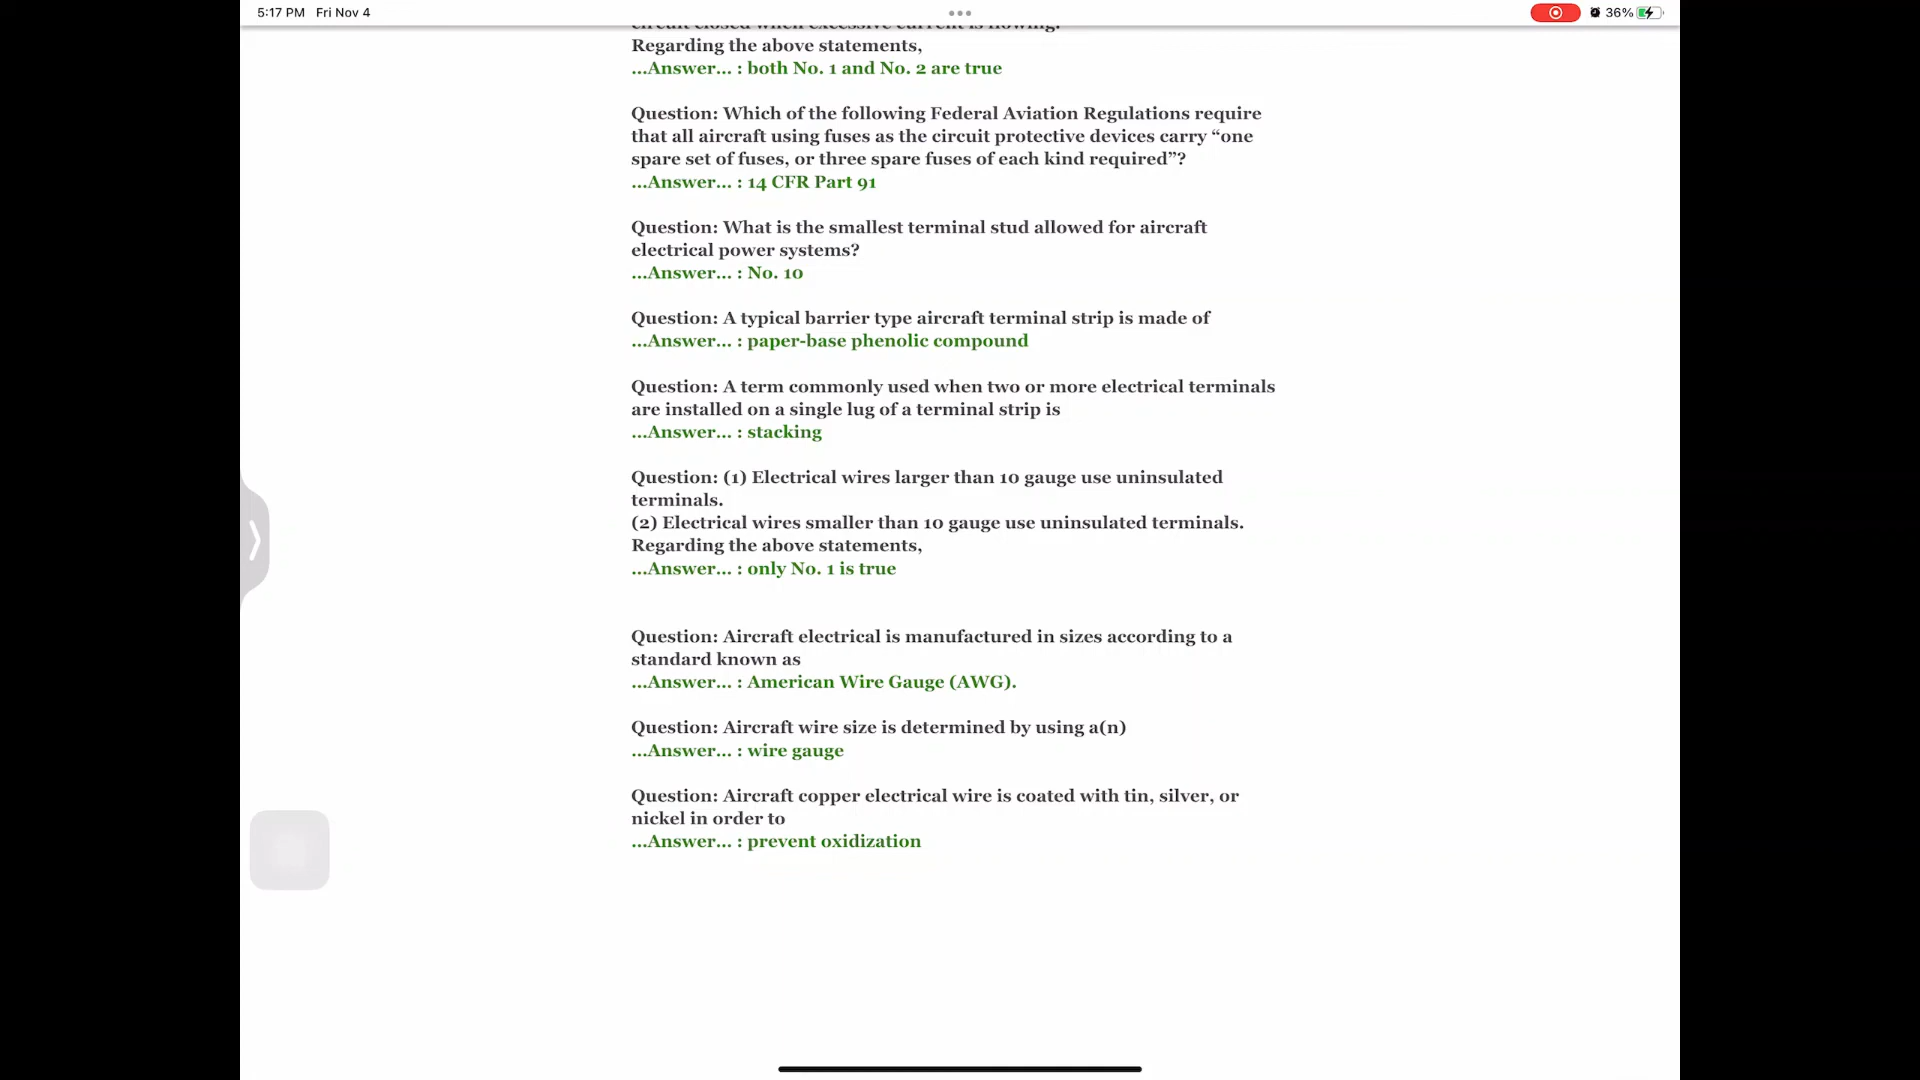 5:17 PM Fri Nov 4
36%
circuit closed when excessive current is flowing.
Regarding the above statements,
...Answer... : both No. 1 and No. 2 are true
Question: Which of the following Federal Aviation Regulations require
that all aircraft using fuses as the circuit protective devices carry “one
spare set of fuses, or three spare fuses of each kind required”?
...Answer... : 14 CFR Part 91
Question: What is the smallest terminal stud allowed for aircraft
electrical power systems?
...Answer... : No. 10
Question: A typical barrier type aircraft terminal strip is made of
...Answer... : paper-base phenolic compound
Question: A term commonly used when two or more electrical terminals
are installed on a single lug of a terminal strip is
...Answer... : stacking
Question: (1) Electrical wires larger than 10 gauge use uninsulated
terminals.
(2) Electrical wires smaller than 10 gauge use uninsulated terminals.
Regarding the above statements,
...Answer... : only No. 1 is true
Question: Aircraft electrical is manufactured in sizes according to a
standard known as
...Answer... : American Wire Gauge (AWG).
Question: Aircraft wire size is determined by using a(n)
...Answer... : wire gauge
Question: Aircraft copper electrical wire is coated with tin, silver, or
nickel in order to
...Answer... : prevent oxidization